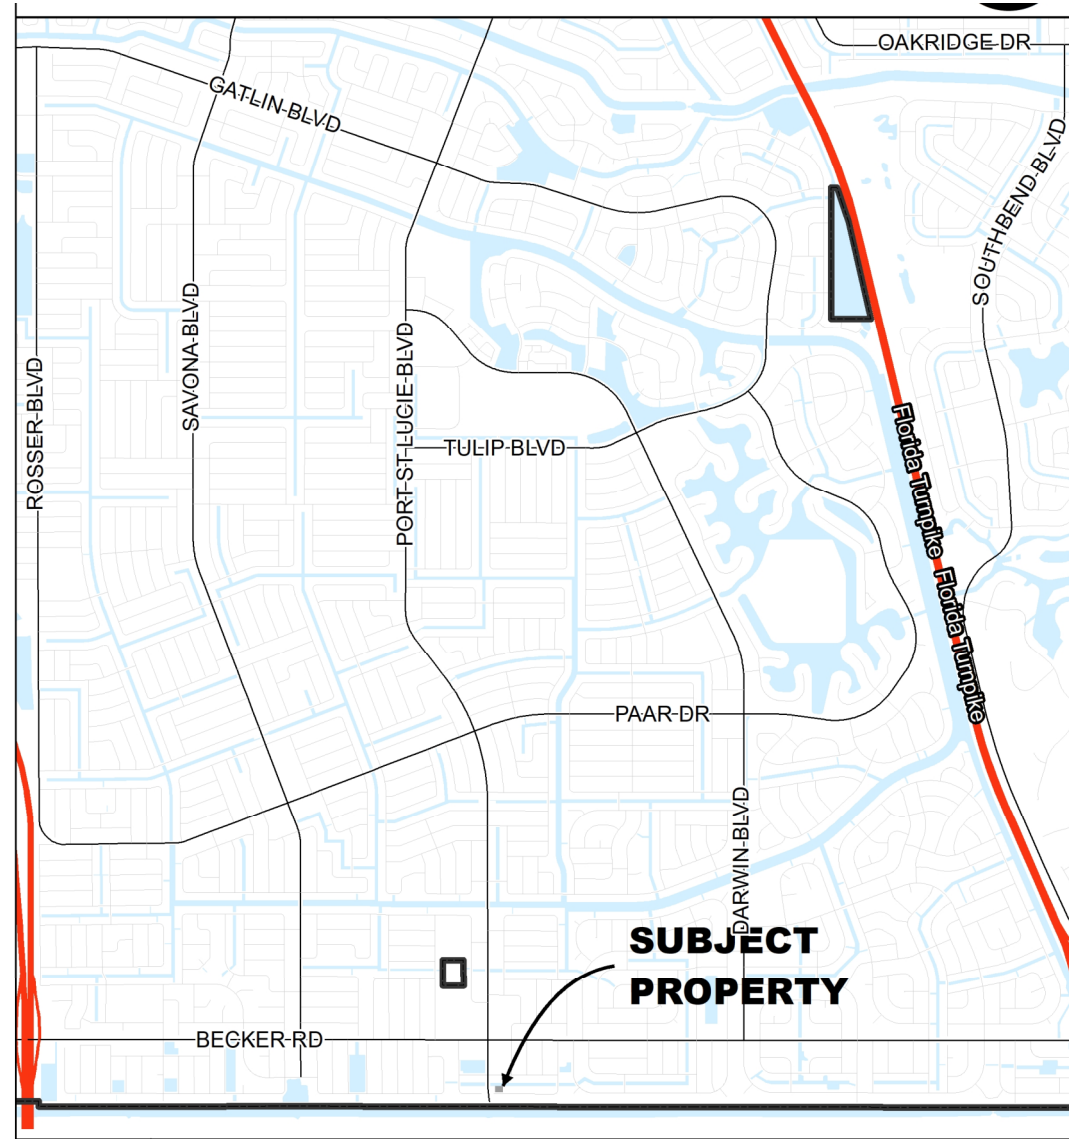 OAKRIDGE DR
GATLIN BLVD
SOUTHBEND BLVD
SAVONA BLVD
PORT ST LUCIE BLVD
ROSSER BLVD
TULIP BLVD
Florida Turnpike
Florida Turnpike
PAAR DR
DARWIN BLVD
SUBJECT
PROPERTY
BECKER RD